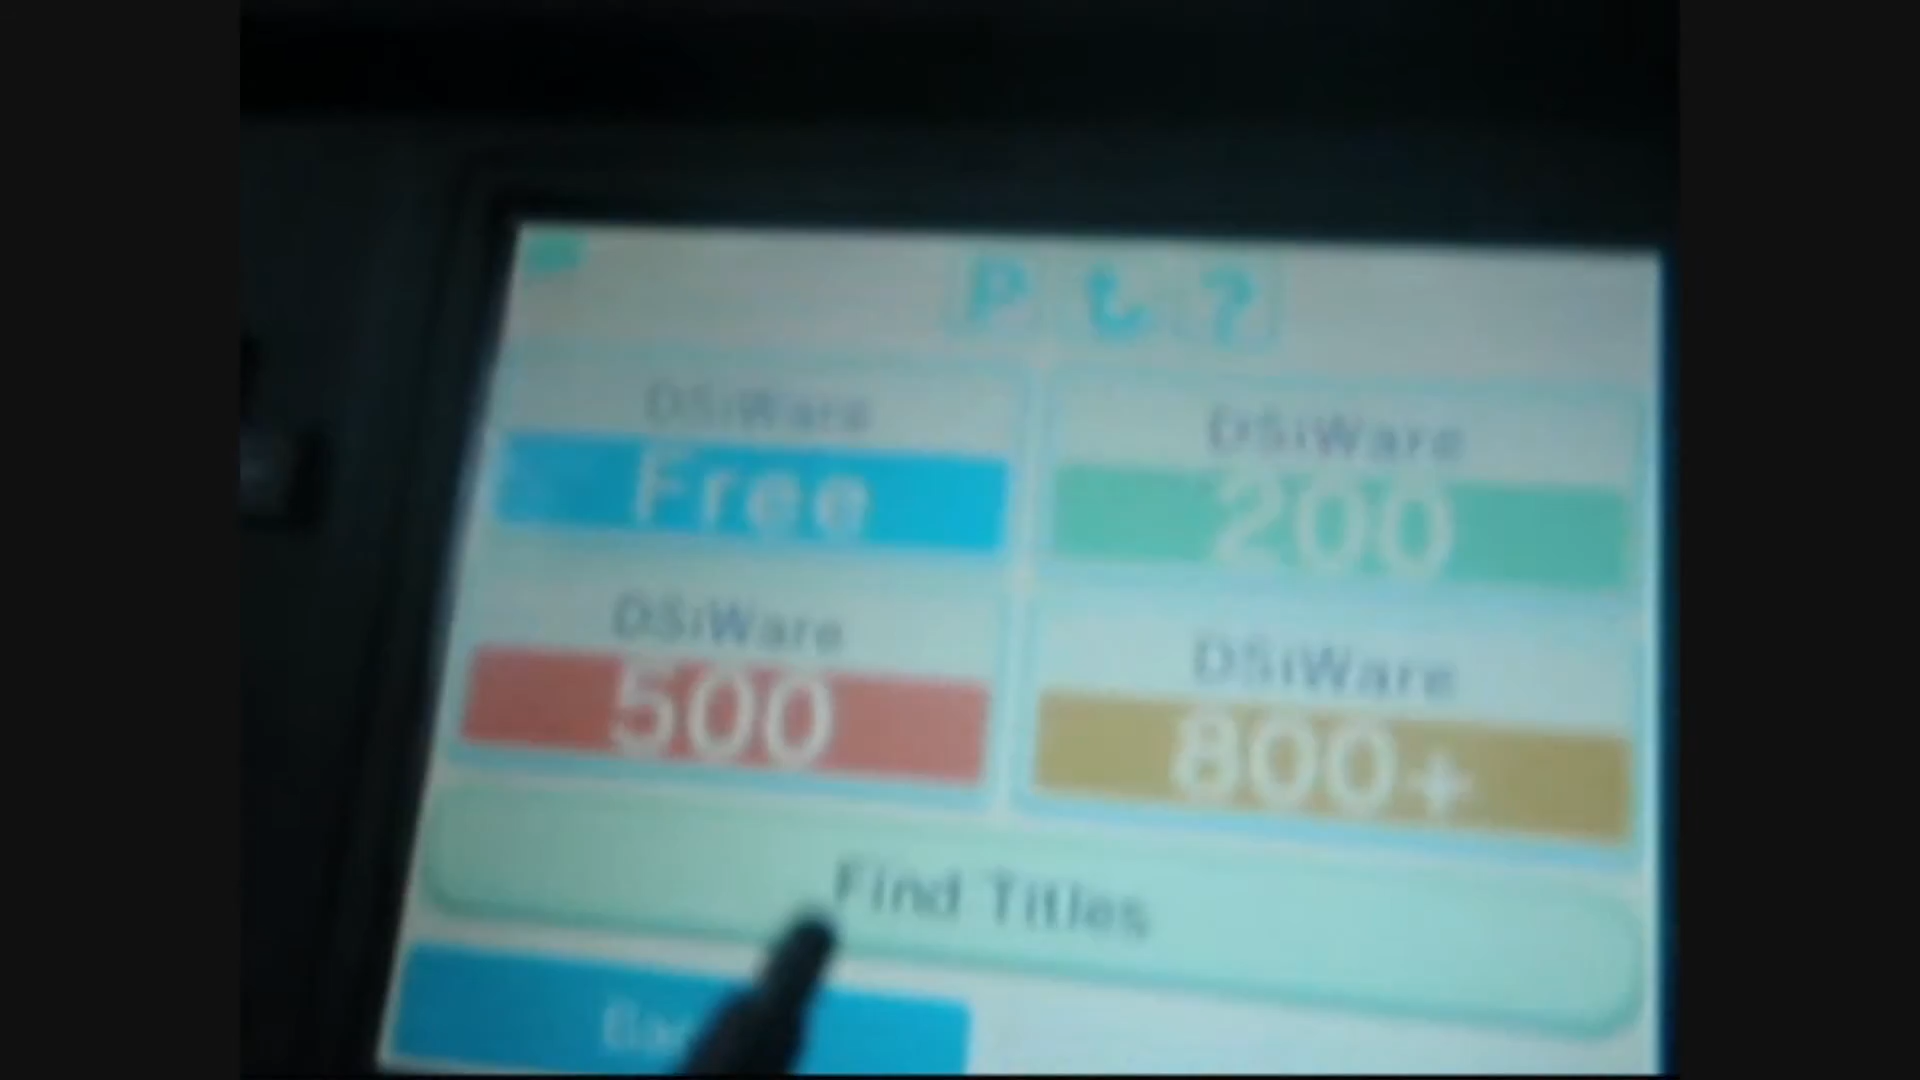 P ?
DSiWare
Free
DSiWare
200
DSiWare
500
DSiWare
800+
Find Titles